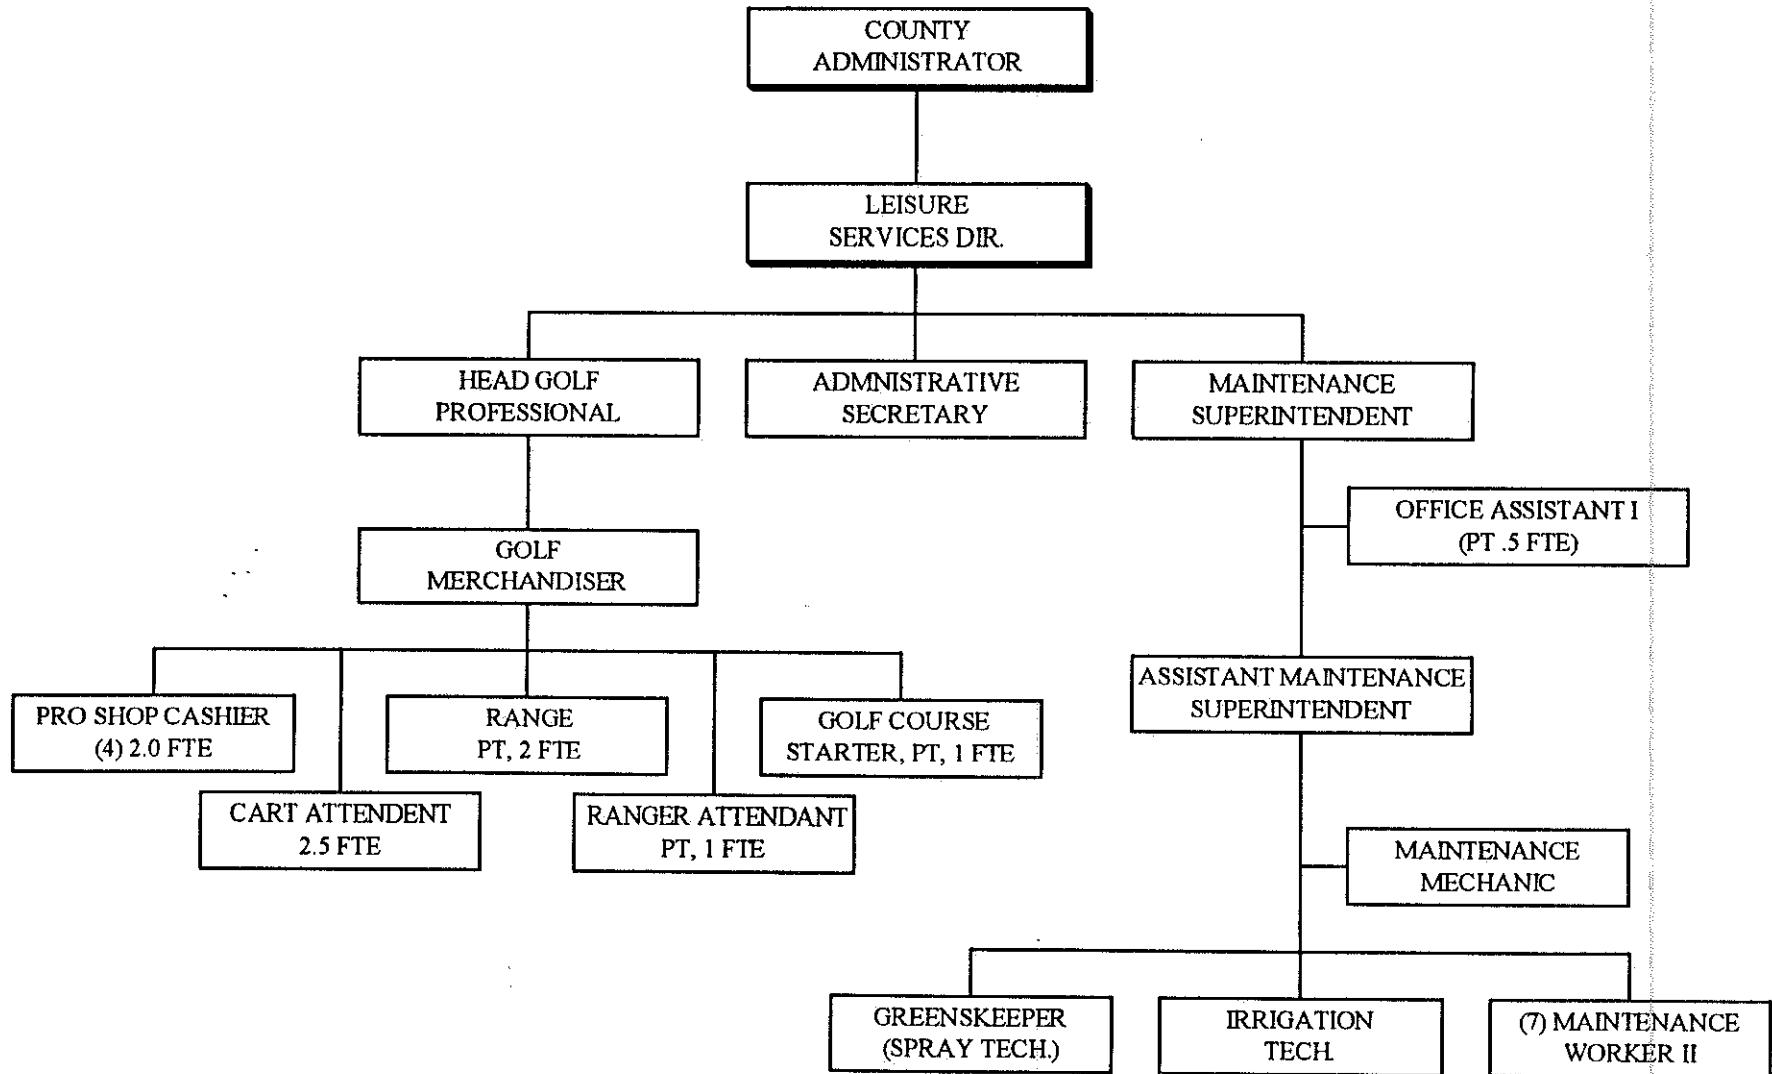 COUNTY
ADMINISTRATOR
LEISURE
SERVICES DIR.
HEAD GOLF
PROFESSIONAL
ADMNISTRATIVE
SECRETARY
MAINTENANCE
SUPERINTENDENT
OFFICE ASSISTANT I
(PT .5 FTE)
GOLF
MERCHANDISER
ASSISTANT MAINTENANCE
SUPERINTENDENT
PRO SHOP CASHIER
(4) 2.0 FTE
RANGE
PT, 2 FTE
GOLF COURSE
STARTER, PT, 1 FTE
CART ATTENDENT
2.5 FTE
RANGER ATTENDANT
PT, 1 FTE
MAINTENANCE
MECHANIC
GREENSKEEPER
(SPRAY TECH.)
IRRIGATION
TECH.
(7) MAINTENANCE
WORKER II